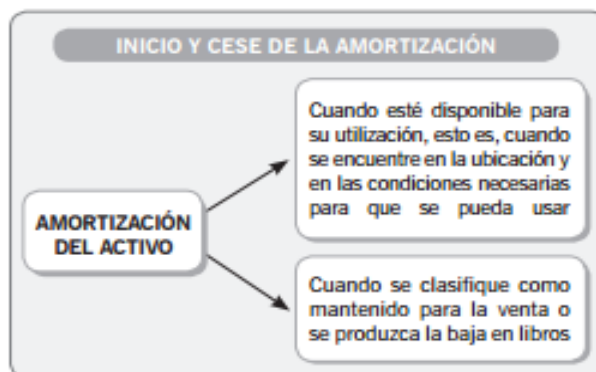 INICIO Y CESE DE LA AMORTIZACIÓN
Cuando esté disponible para
su utilización, esto es, cuando
se encuentre en la ubicación y
en las condiciones necesarias
para que se pueda usar
AMORTIZACIÓN
DEL ACTIVO
Cuando se clasifique como
mantenido para la venta o
se produzca la baja en libros